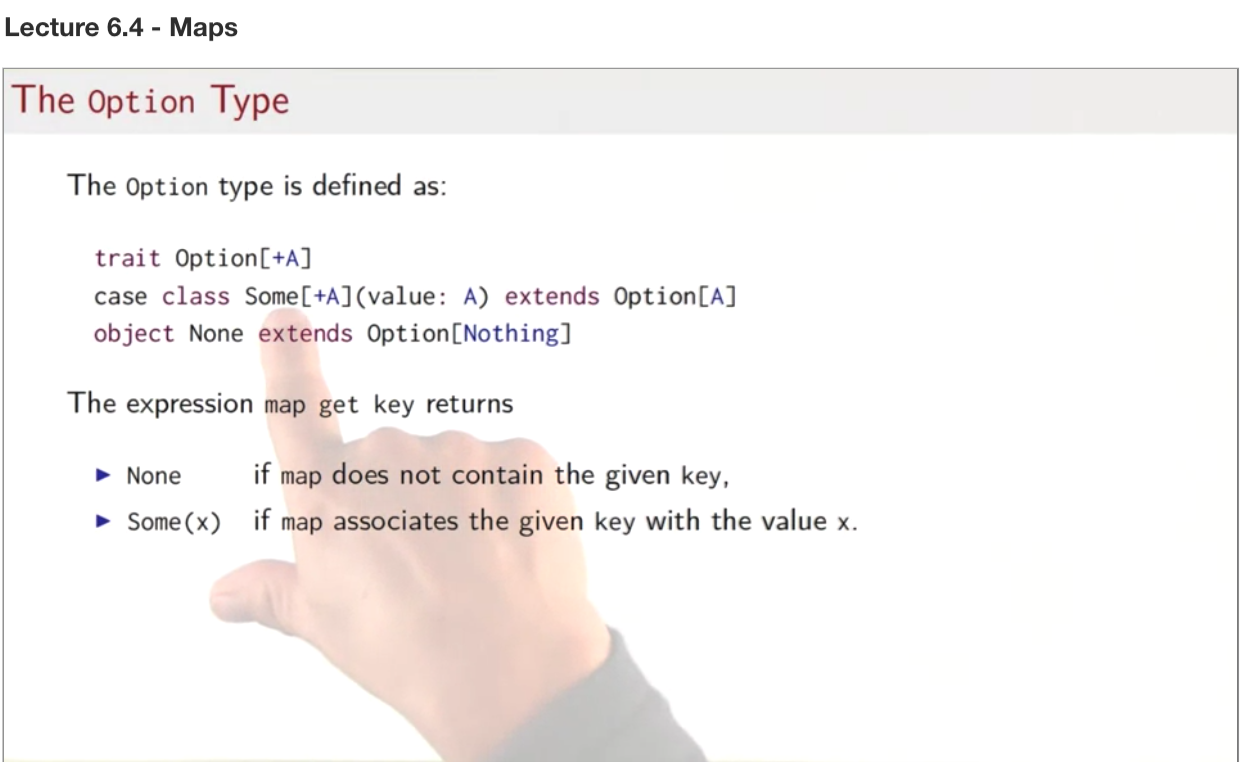 Lecture 6.4 - Maps
The Option Type
The Option type is defined as:
trait Option[+A]
case class Some[+A](value: A) extends Option[A]
object None extends Option[Nothing]
The expression map get key returns
► None if map does not contain the given key,
► Some(x) if map associates the given key with the value x.